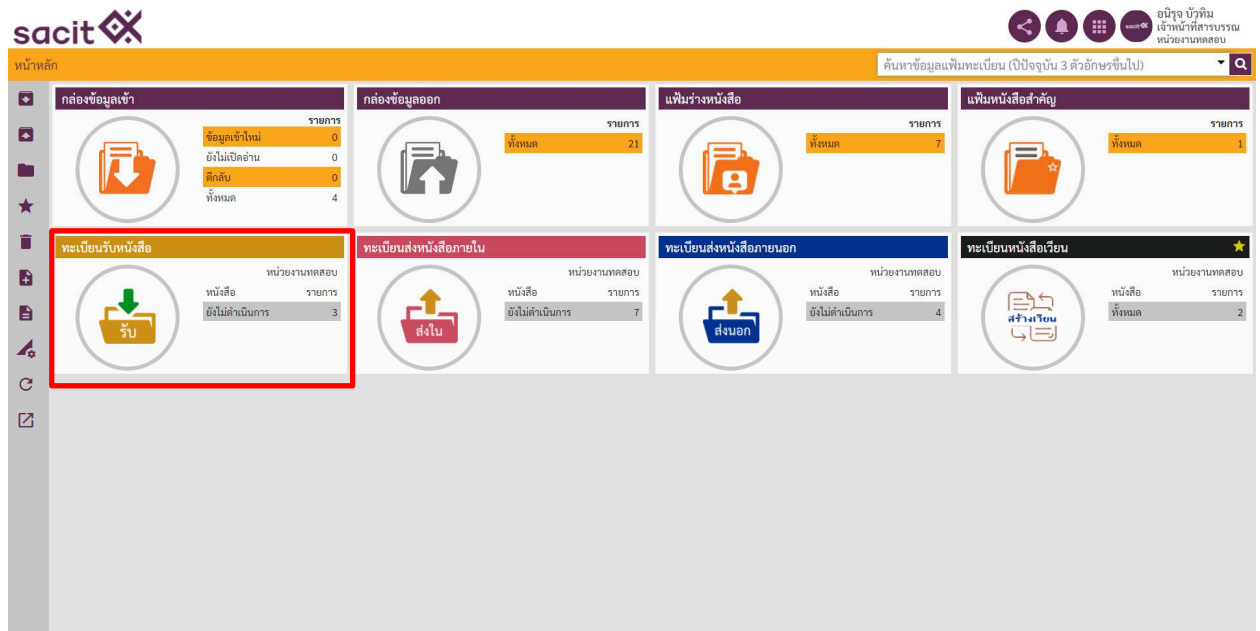 sacit
อนิรุจ บัวทิม
เจ้าหน้าที่สารบรรณ
หน่วยงานทดสอบ
หน้าหลัก
ค้นหาข้อมูลแฟ้มทะเบียน (ปีปัจจุบัน 3 ตัวอักษรขึ้นไป)
กล่องข้อมูลเข้า
รายการ
ข้อมูลเข้าใหม่ 0
ยังไม่เปิดอ่าน 0
ตีกลับ 0
ทั้งหมด 4
กล่องข้อมูลออก
รายการ
ทั้งหมด 21
แฟ้มร่างหนังสือ
รายการ
ทั้งหมด 7
แฟ้มหนังสือสำคัญ
รายการ
ทั้งหมด 1
ทะเบียนรับหนังสือ
หน่วยงานทดสอบ
หนังสือ รายการ
ยังไม่ดำเนินการ 3
รับ
ทะเบียนส่งหนังสือภายใน
หน่วยงานทดสอบ
หนังสือ รายการ
ยังไม่ดำเนินการ 7
ส่งใน
ทะเบียนส่งหนังสือภายนอก
หน่วยงานทดสอบ
หนังสือ รายการ
ยังไม่ดำเนินการ 4
ส่งนอก
ทะเบียนหนังสือเวียน
หน่วยงานทดสอบ
หนังสือ รายการ
ทั้งหมด 2
สร้างเวียน